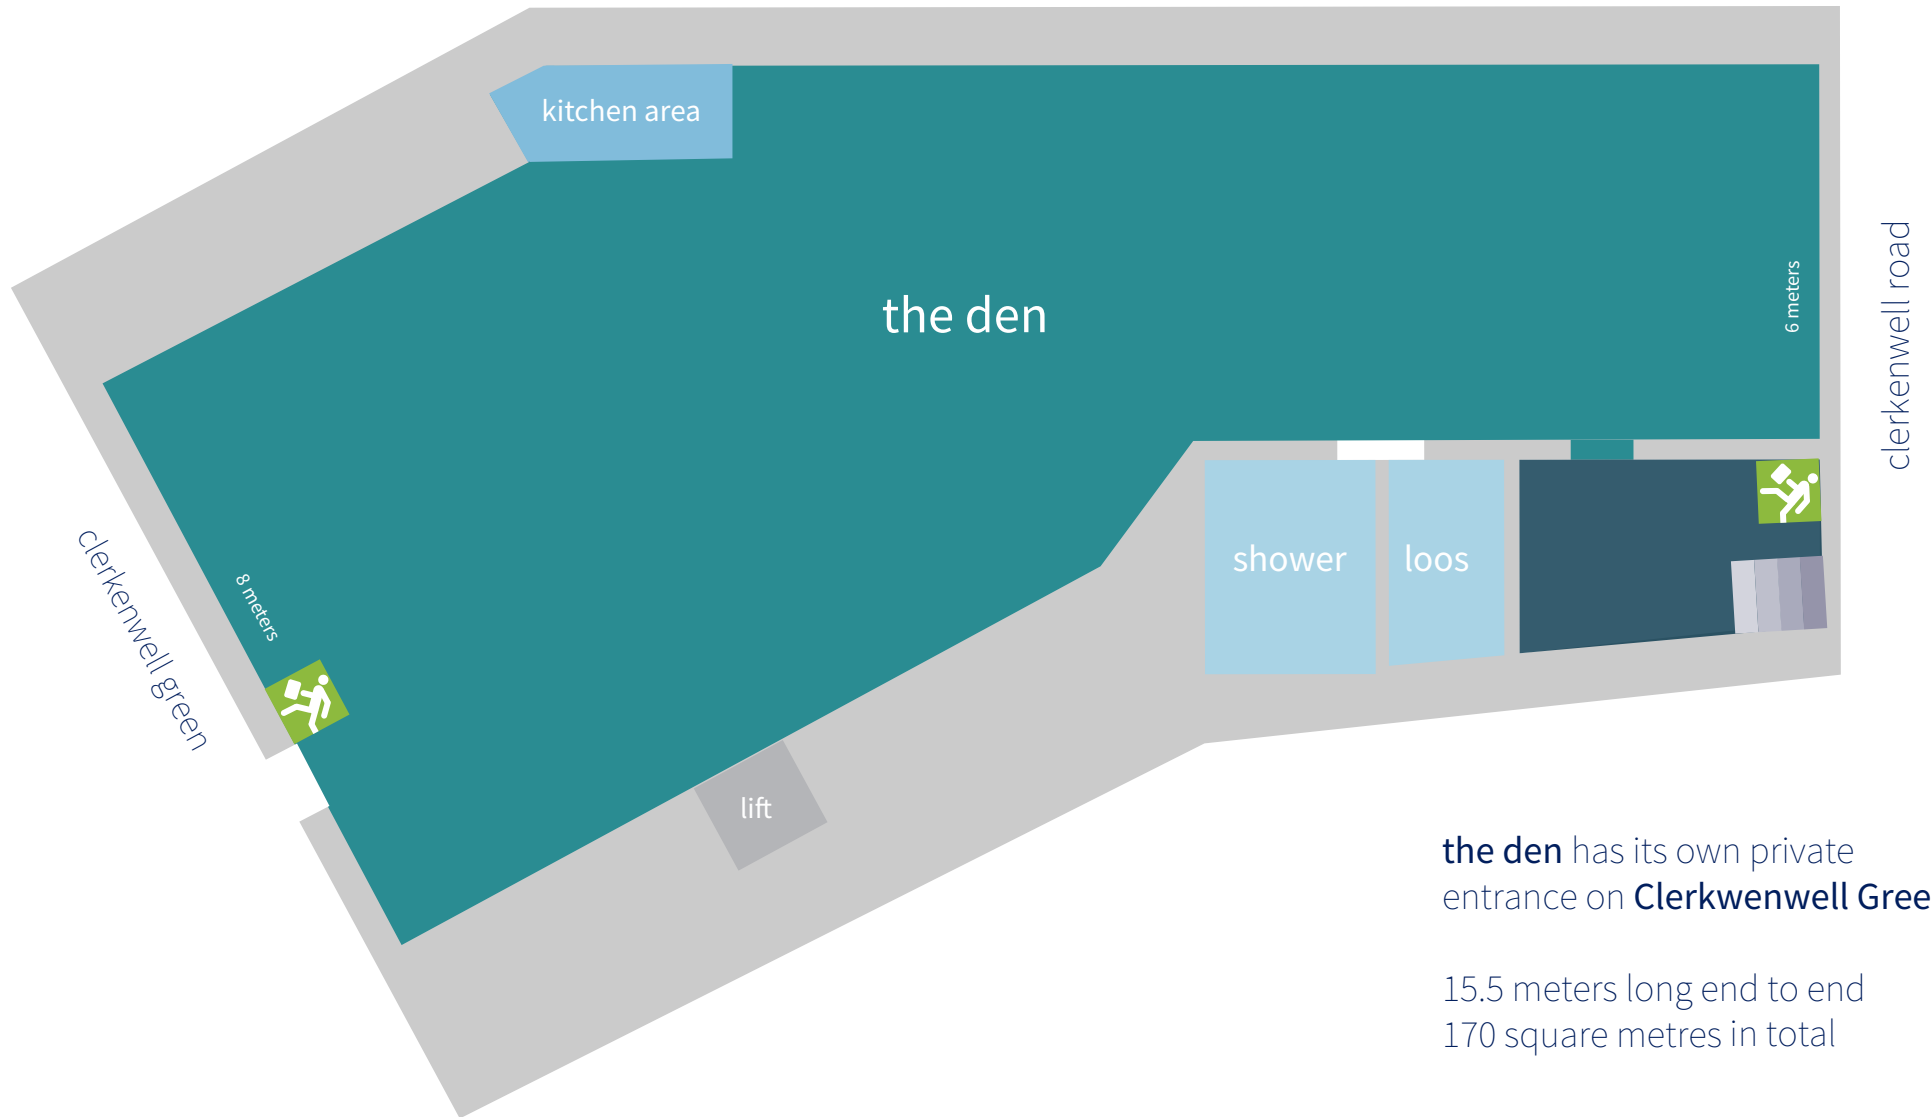 kitchen area
the den
6 meters
clerkenwell road
shower
loos
8 meters
clerkenwell green
lift
the den has its own private
entrance on Clerkwenwell Gree
15.5 meters long end to end
170 square metres in total